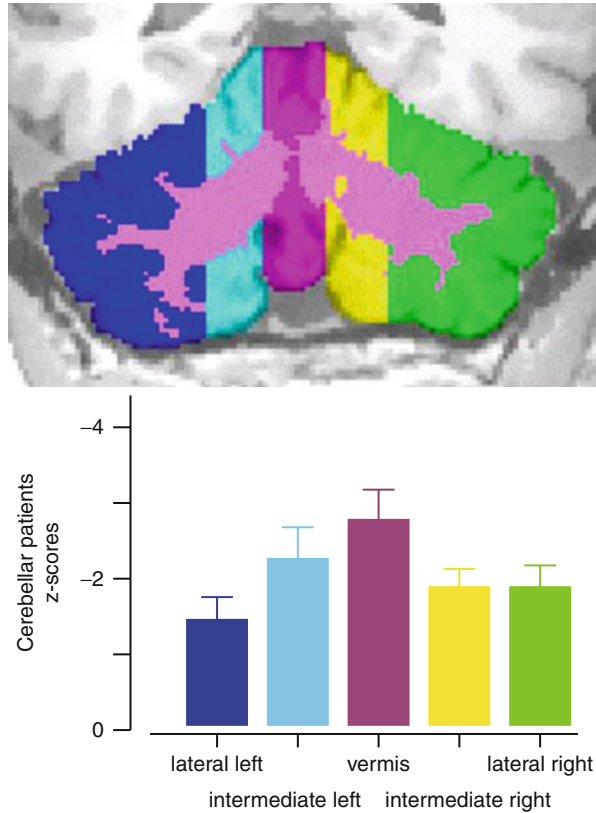 −4
−2
0
Cerebellar patients
z-scores
lateral left
vermis
lateral right
intermediate left
intermediate right